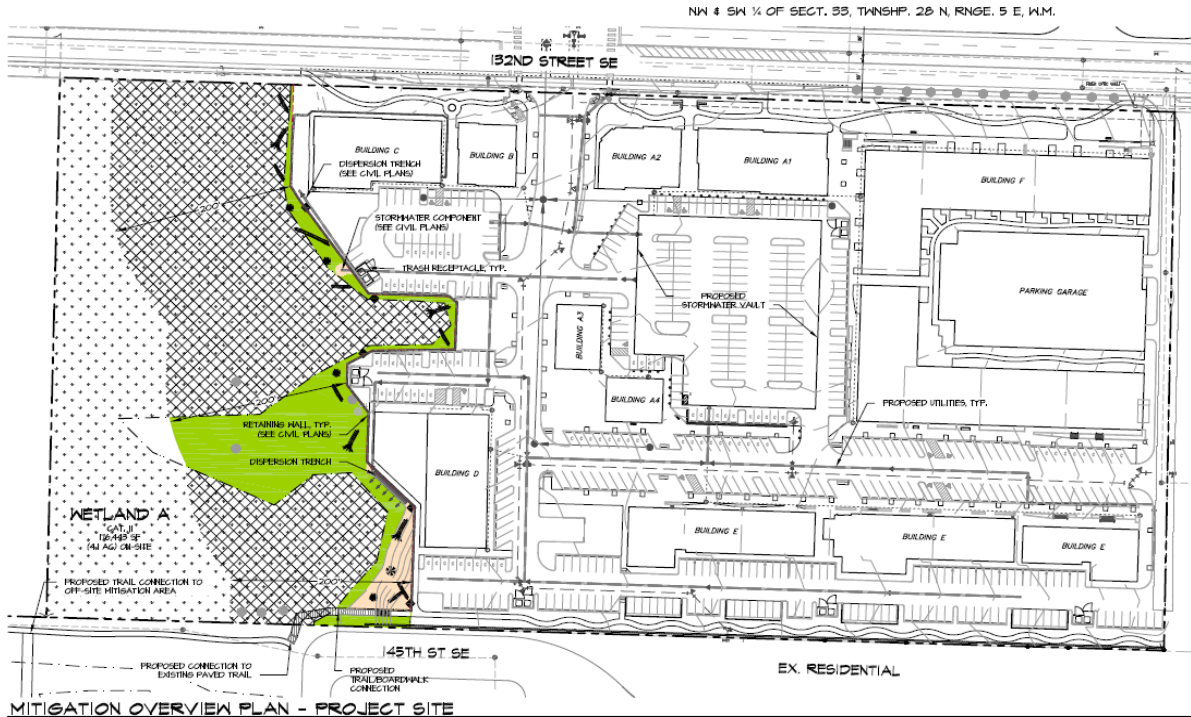 NW & SW ¼ OF SECT. 33, TWNSHP. 28 N, RNGE. 5 E, W.M.
132ND STREET SE
BUILDING C
DISPERSION TRENCH
(SEE CIVIL PLANS)
BUILDING B
BUILDING A2
BUILDING A1
BUILDING F
200'
STORMWATER COMPONENT
(SEE CIVIL PLANS)
TRASH RECEPTACLE, TYP.
PROPOSED
STORMWATER VAULT
PARKING GARAGE
BUILDING A3
BUILDING A4
200'
RETAINING WALL, TYP.
(SEE CIVIL PLANS)
PROPOSED UTILITIES, TYP.
DISPERSION TRENCH
BUILDING D
WETLAND A
CAT. II
(4.1 AC) ON-SITE
BUILDING E
BUILDING E
BUILDING E
PROPOSED TRAIL CONNECTION TO
OFF-SITE MITIGATION AREA
200'
145TH ST SE
EX. RESIDENTIAL
PROPOSED CONNECTION TO
EXISTING PAVED TRAIL
PROPOSED
TRAIL/BOARDWALK
CONNECTION
MITIGATION OVERVIEW PLAN - PROJECT SITE